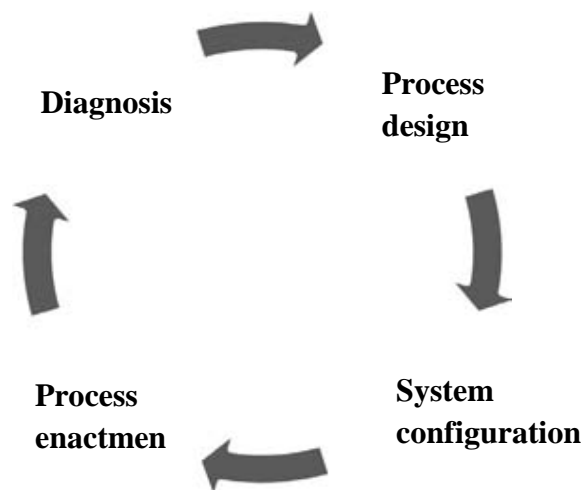 Diagnosis
Process
design
System
configuration
Process
enactmen